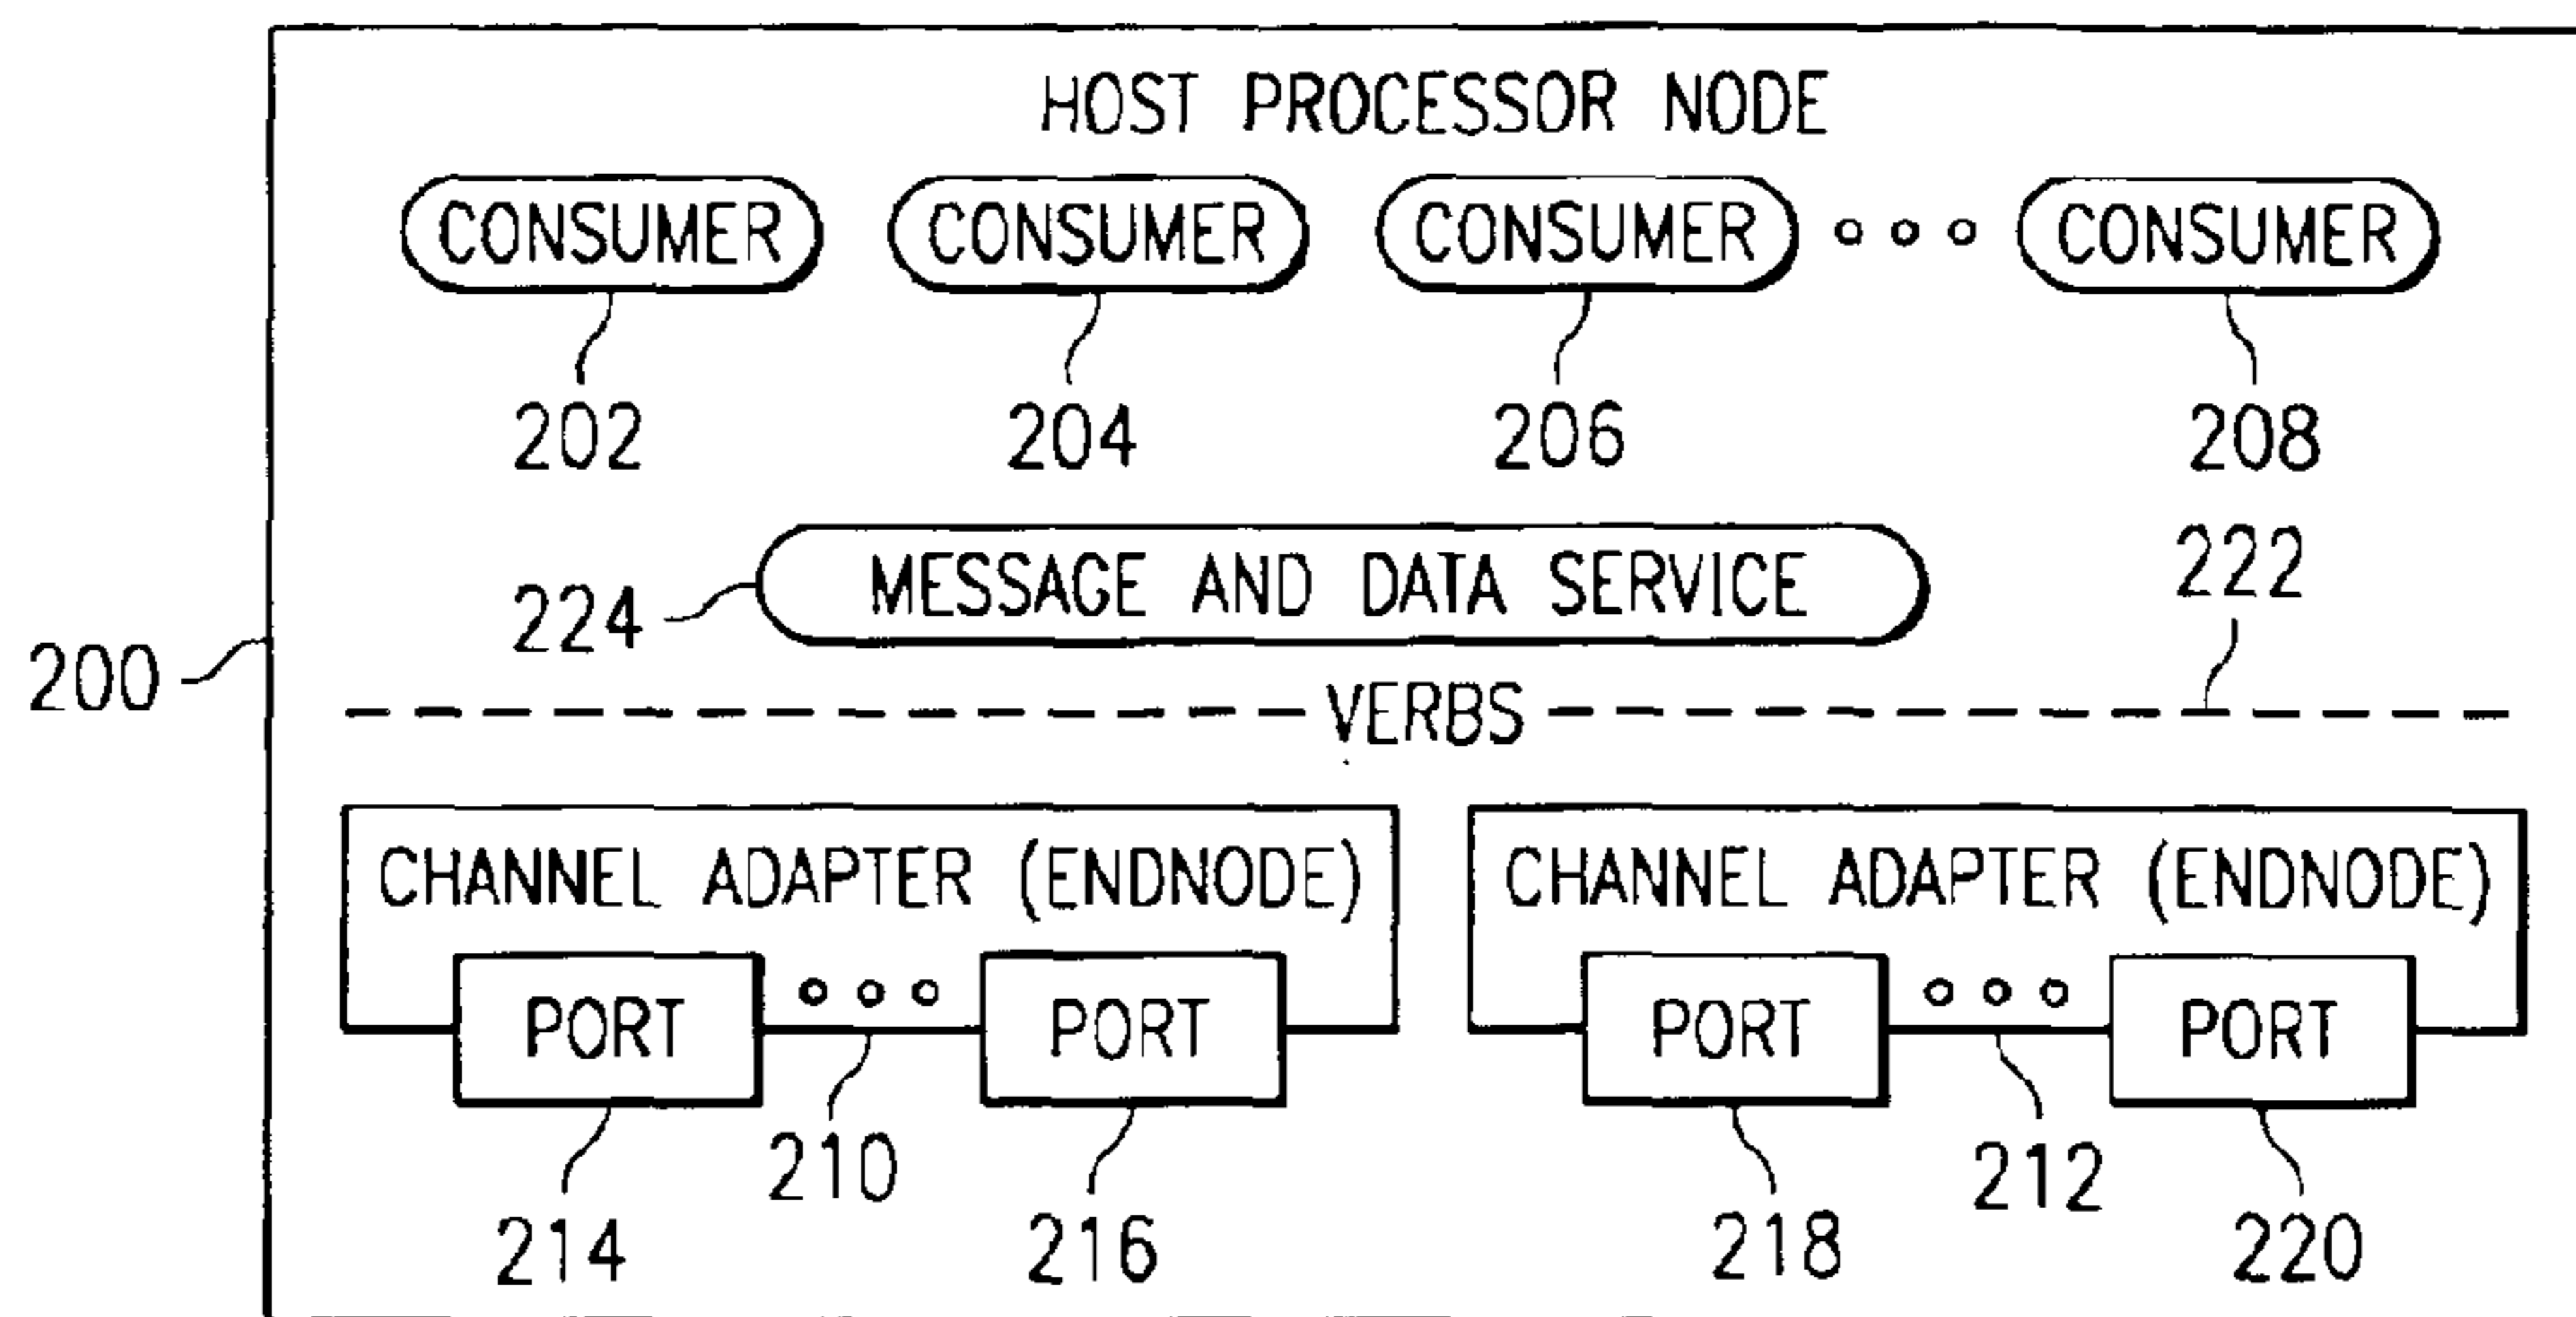 HOST PROCESSOR NODE
CONSUMER CONSUMER CONSUMER CONSUMER
202 204 206 208
MESSAGE AND DATA SERVICE
222
224
200
VERBS
CHANNEL ADAPTER (ENDNODE) CHANNEL ADAPTER (ENDNODE)
PORT PORT PORT PORT
210 212
214 216 218 220